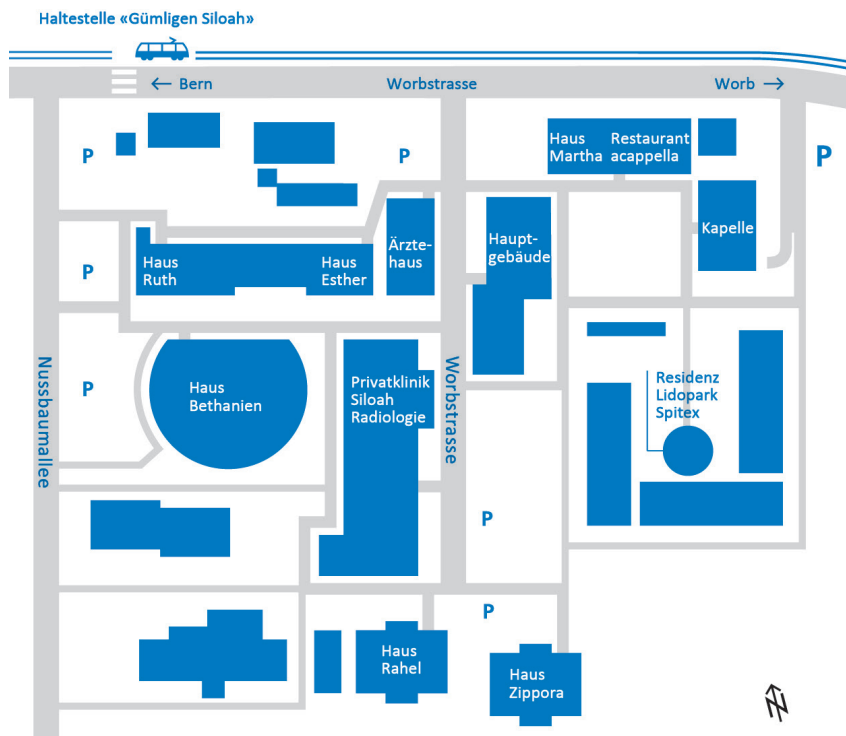 Haltestelle «Gümligen Siloah»
← Bern
Worbstrasse
Worb →
P
P
P
Haus
Martha
Restaurant
acappella
Kapelle
Ärzte-
haus
Haupt-
gebäude
Haus
Ruth
Haus
Esther
P
Nussbaumallee
P
Haus
Bethanien
Privatklinik
Siloah
Radiologie
Worbstrasse
Residenz
Lidopark
Spitex
P
P
Haus
Rahel
Haus
Zippora
N